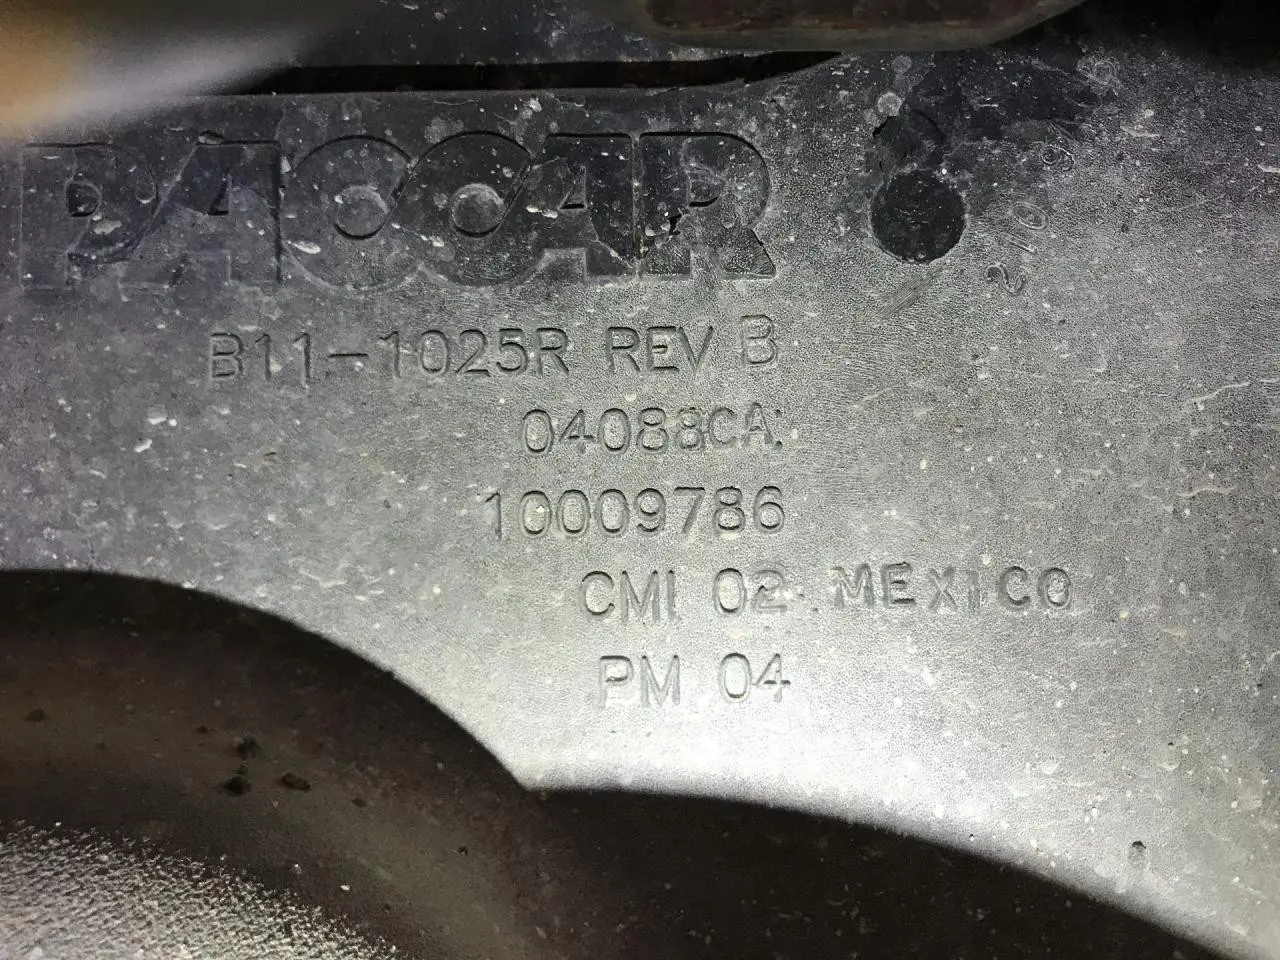 PACCAR
B11-1025R REV B
04088CA
10009786
CMI 02 MEXICO
PM 04